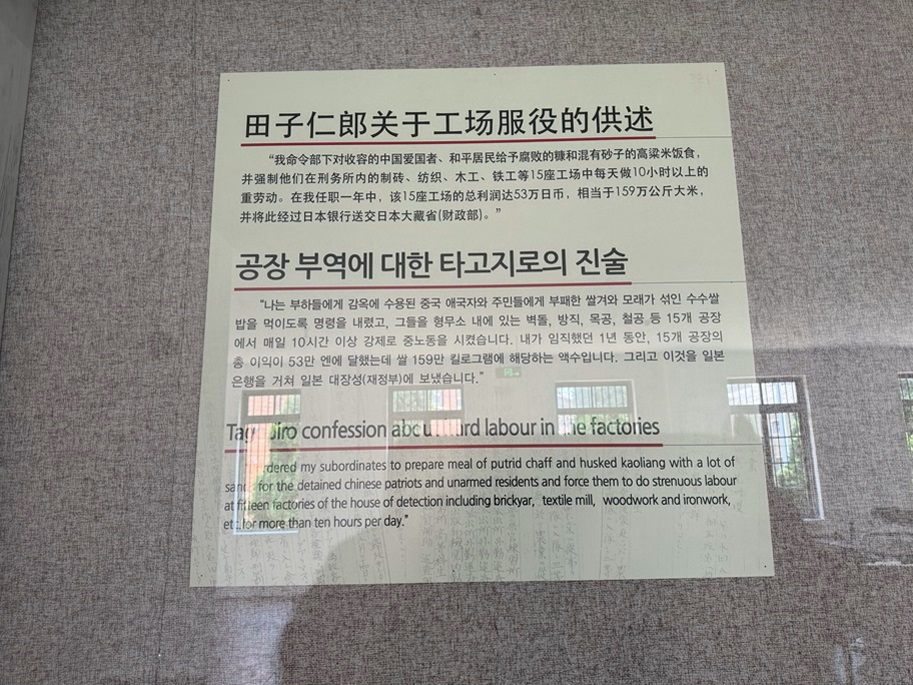 田子仁郎关于工场服役的供述
“我命令部下对收容的中国爱国者、和平居民给予腐败的糠和混有砂子的高粱米饭食，
并强制他们在刑务所内的制砖、纺织、木工、铁工等15座工场中每天做10小时以上的
重劳动。在我任职一年中，该15座工场的总利润达53万日币，相当于159万公斤大米，
并将此经过日本银行送交日本大藏省(财政部)。”
공장 부역에 대한 타고지로의 진술
“나는 부하들에게 감옥에 수용된 중국 애국자와 주민들에게 부패한 쌀겨와 모래가 섞인 수수쌀
밥을 먹이도록 명령을 내렸고, 그들을 형무소 내에 있는 벽돌, 방직, 목공, 철공 등 15개 공장
에서 매일 10시간 이상 강제로 중노동을 시켰습니다. 내가 임직했던 1년 동안, 15개 공장의
총 이익이 53만 엔에 달했는데 쌀 159만 킬로그램에 해당하는 액수입니다. 그리고 이것을 일본
은행을 거쳐 일본 대장성(재정부)에 보냈습니다.”
confession about hard labour in the factories
ordered my subordinates to prepare meal of putrid chaff and husked kaoliang with a lot of
sand for the detained chinese patriots and unarmed residents and force them to do strenuous labour
at fifteen factories of the house of detection including brickyar, textile mill, woodwork and ironwork,
etc.for more than ten hours per day.”